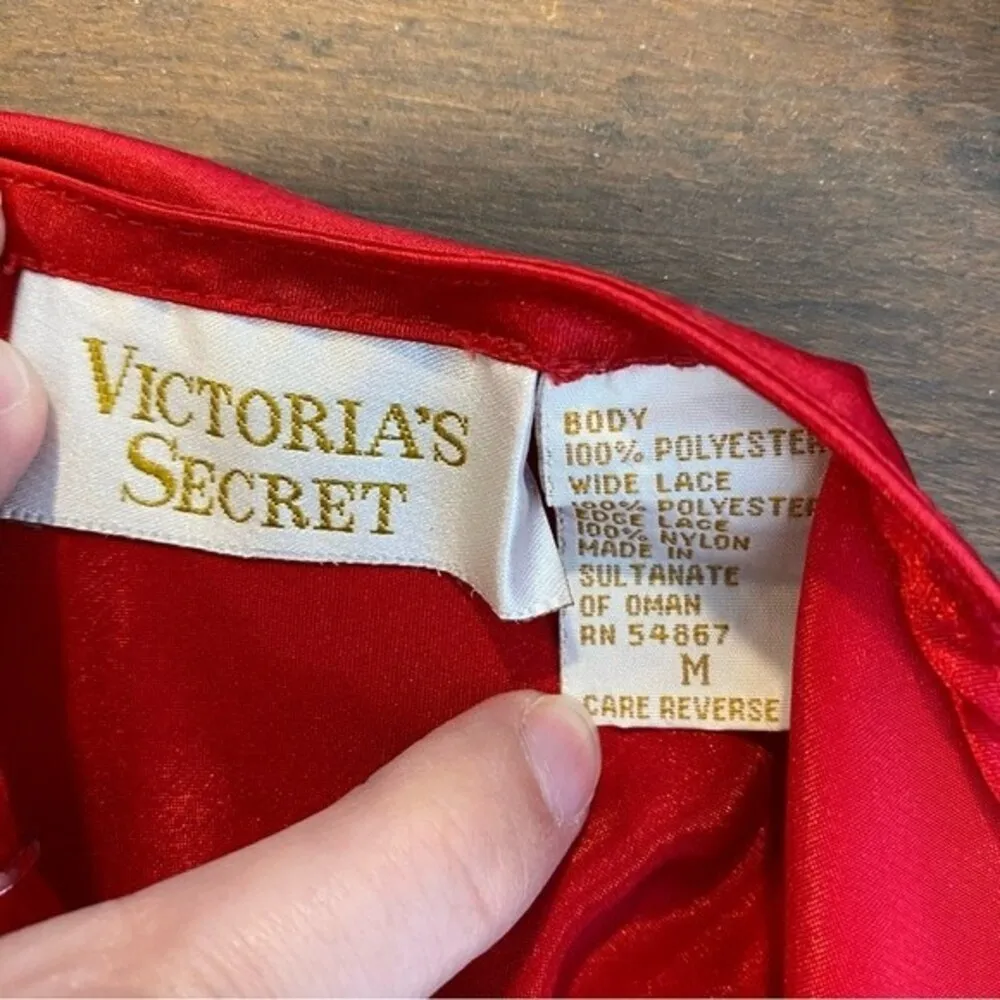 VICTORIA'S
SECRET
BODY
100% POLYESTER
WIDE LACE
100% POLYESTER
EDGE LACE
100% NYLON
MADE IN
SULTANATE
OF OMAN
RN 54867
M
CARE REVERSE